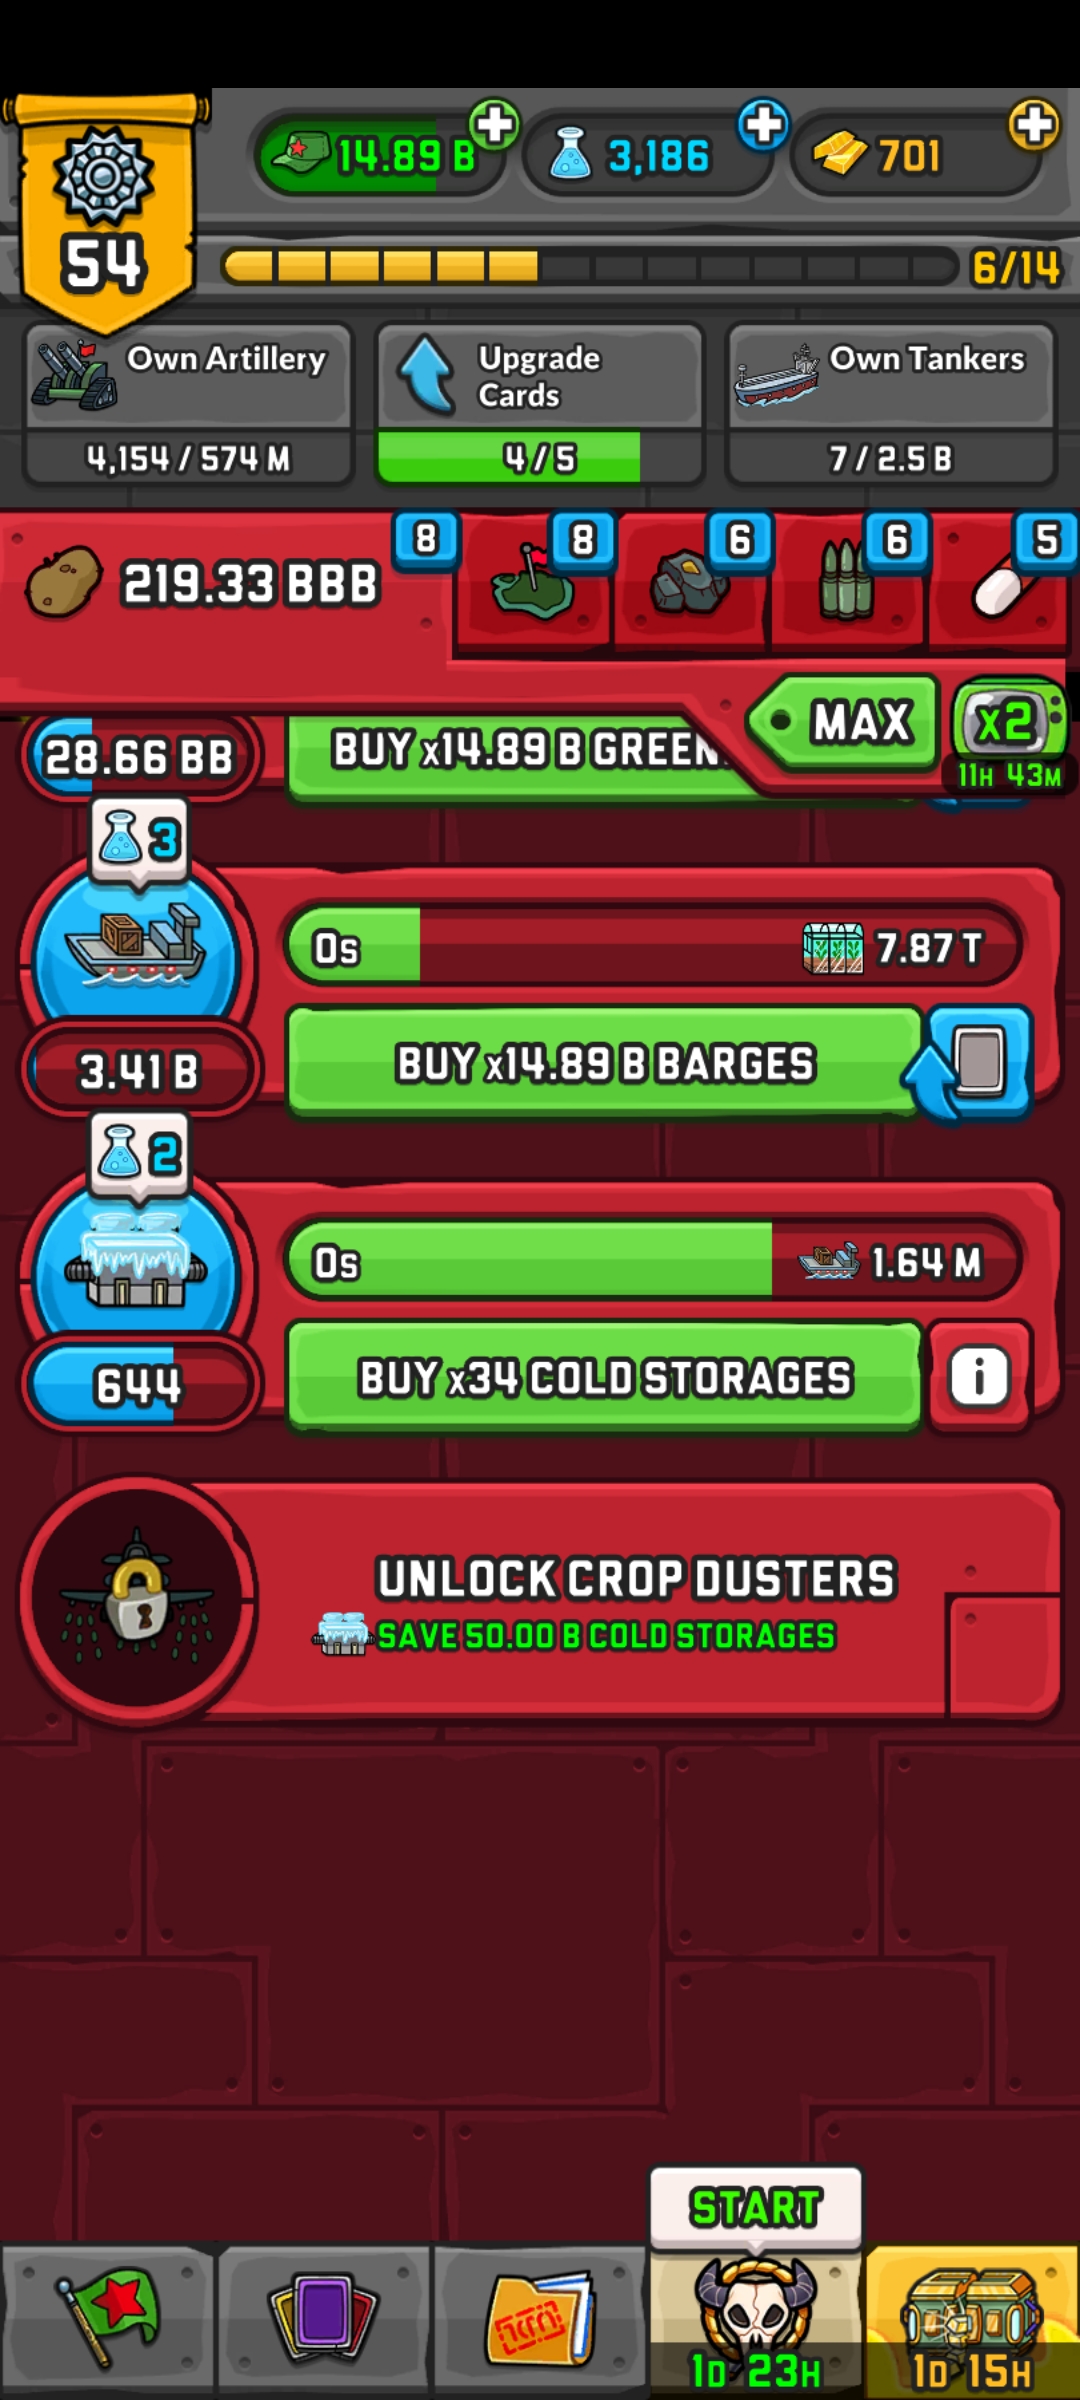 14.89 B
3,186
701
54
6/14
Own Artillery
4,154 / 574 M
Upgrade
Cards
4 / 5
Own Tankers
7 / 2.5 B
219.33 BBB
8
8
6
6
5
MAX
x2
11H 43M
28.66 BB
BUY x14.89 B GREEN
3
0s
7.87 T
3.41 B
BUY x14.89 B BARGES
2
0s
1.64 M
644
BUY x34 COLD STORAGES
i
UNLOCK CROP DUSTERS
SAVE 50.00 B COLD STORAGES
START
1D 23H
1D 15H